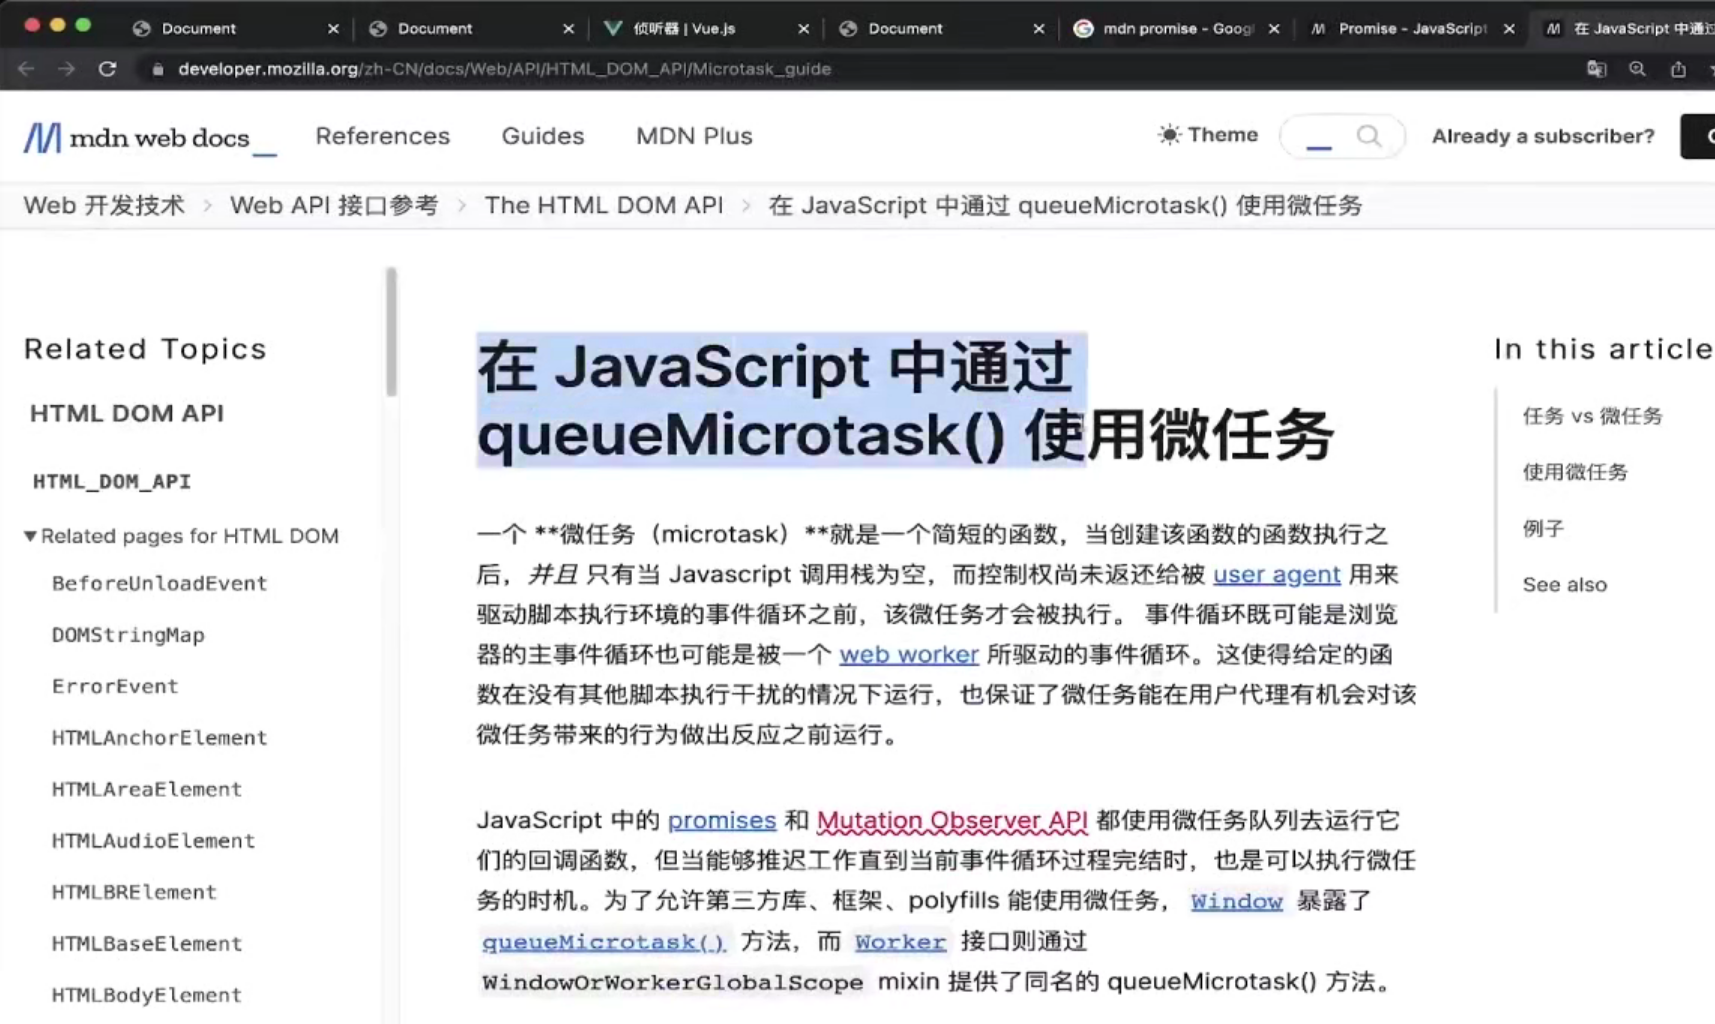 Document
Document
侦听器 | Vue.js
Document
mdn promise - Googl
Promise - JavaScript
在 JavaScript 中通过
developer.mozilla.org/zh-CN/docs/Web/API/HTML_DOM_API/Microtask_guide
mdn web docs
References
Guides
MDN Plus
Theme
Already a subscriber?
Web 开发技术 > Web API 接口参考 > The HTML DOM API > 在 JavaScript 中通过 queueMicrotask() 使用微任务
Related Topics
HTML DOM API
HTML_DOM_API
Related pages for HTML DOM
BeforeUnloadEvent
DOMStringMap
ErrorEvent
HTMLAnchorElement
HTMLAreaElement
HTMLAudioElement
HTMLBRElement
HTMLBaseElement
HTMLBodyElement
在 JavaScript 中通过
queueMicrotask() 使用微任务
一个 **微任务（microtask）**就是一个简短的函数，当创建该函数的函数执行之
后，并且 只有当 Javascript 调用栈为空，而控制权尚未返还给被 user agent 用来
驱动脚本执行环境的事件循环之前，该微任务才会被执行。 事件循环既可能是浏览
器的主事件循环也可能是被一个 web worker 所驱动的事件循环。这使得给定的函
数在没有其他脚本执行干扰的情况下运行，也保证了微任务能在用户代理有机会对该
微任务带来的行为做出反应之前运行。
JavaScript 中的 promises 和 Mutation Observer API 都使用微任务队列去运行它
们的回调函数，但当能够推迟工作直到当前事件循环过程完结时，也是可以执行微任
务的时机。为了允许第三方库、框架、polyfills 能使用微任务， Window 暴露了
queueMicrotask() 方法，而 Worker 接口则通过
WindowOrWorkerGlobalScope mixin 提供了同名的 queueMicrotask() 方法。
In this article
任务 vs 微任务
使用微任务
例子
See also